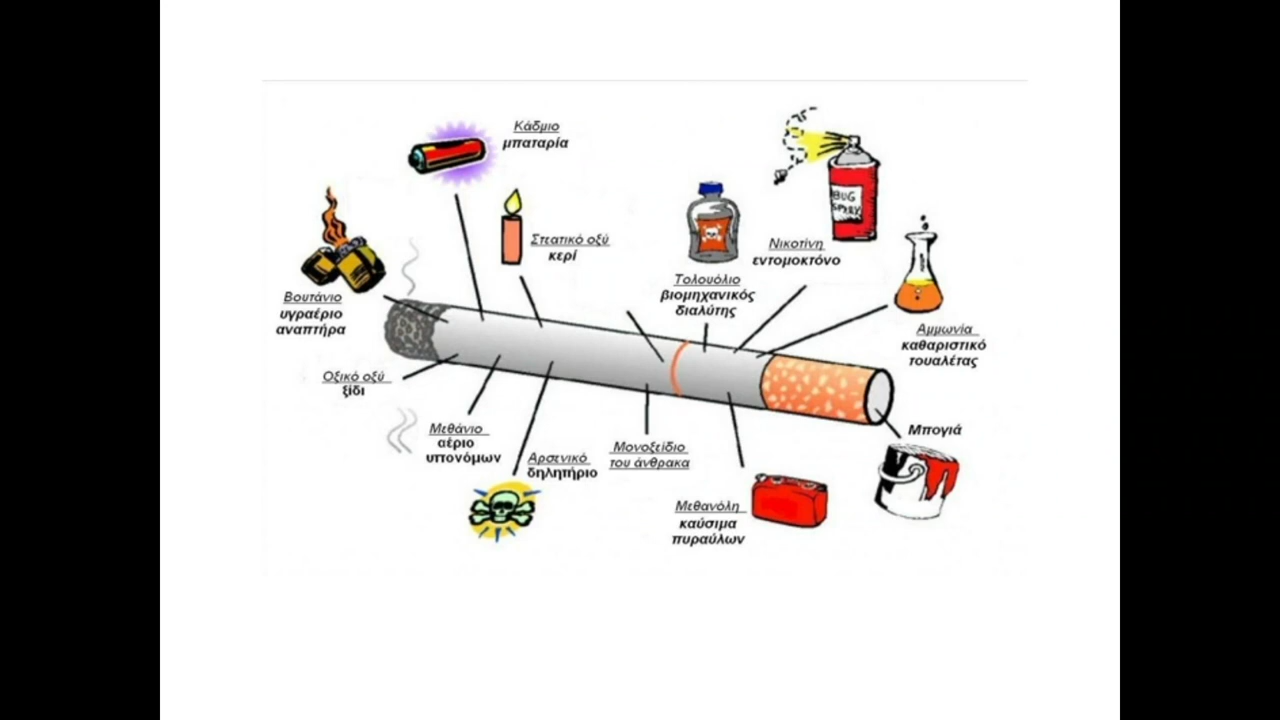 Κάδμιο
μπαταρία
Στεατικό οξύ
κερί
BUG
SPRAY
Νικοτίνη
εντομοκτόνο
Τολουόλιο
βιομηχανικός
διαλύτης
Βουτάνιο
υγραέριο
αναπτήρα
Αμμωνία
καθαριστικό
τουαλέτας
Οξικό οξύ
ξίδι
Μεθάνιο
αέριο
υπονόμων
Αρσενικό
δηλητήριο
Μονοξείδιο
του άνθρακα
Μπογιά
Μεθανόλη
καύσιμα
πυραύλων